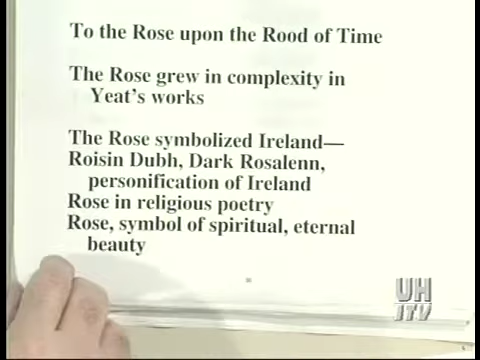 To the Rose upon the Rood of Time
The Rose grew in complexity in
Yeat's works
The Rose symbolized Ireland—
Roisin Dubh, Dark Rosalenn,
personification of Ireland
Rose in religious poetry
Rose, symbol of spiritual, eternal
beauty
UH
ITV